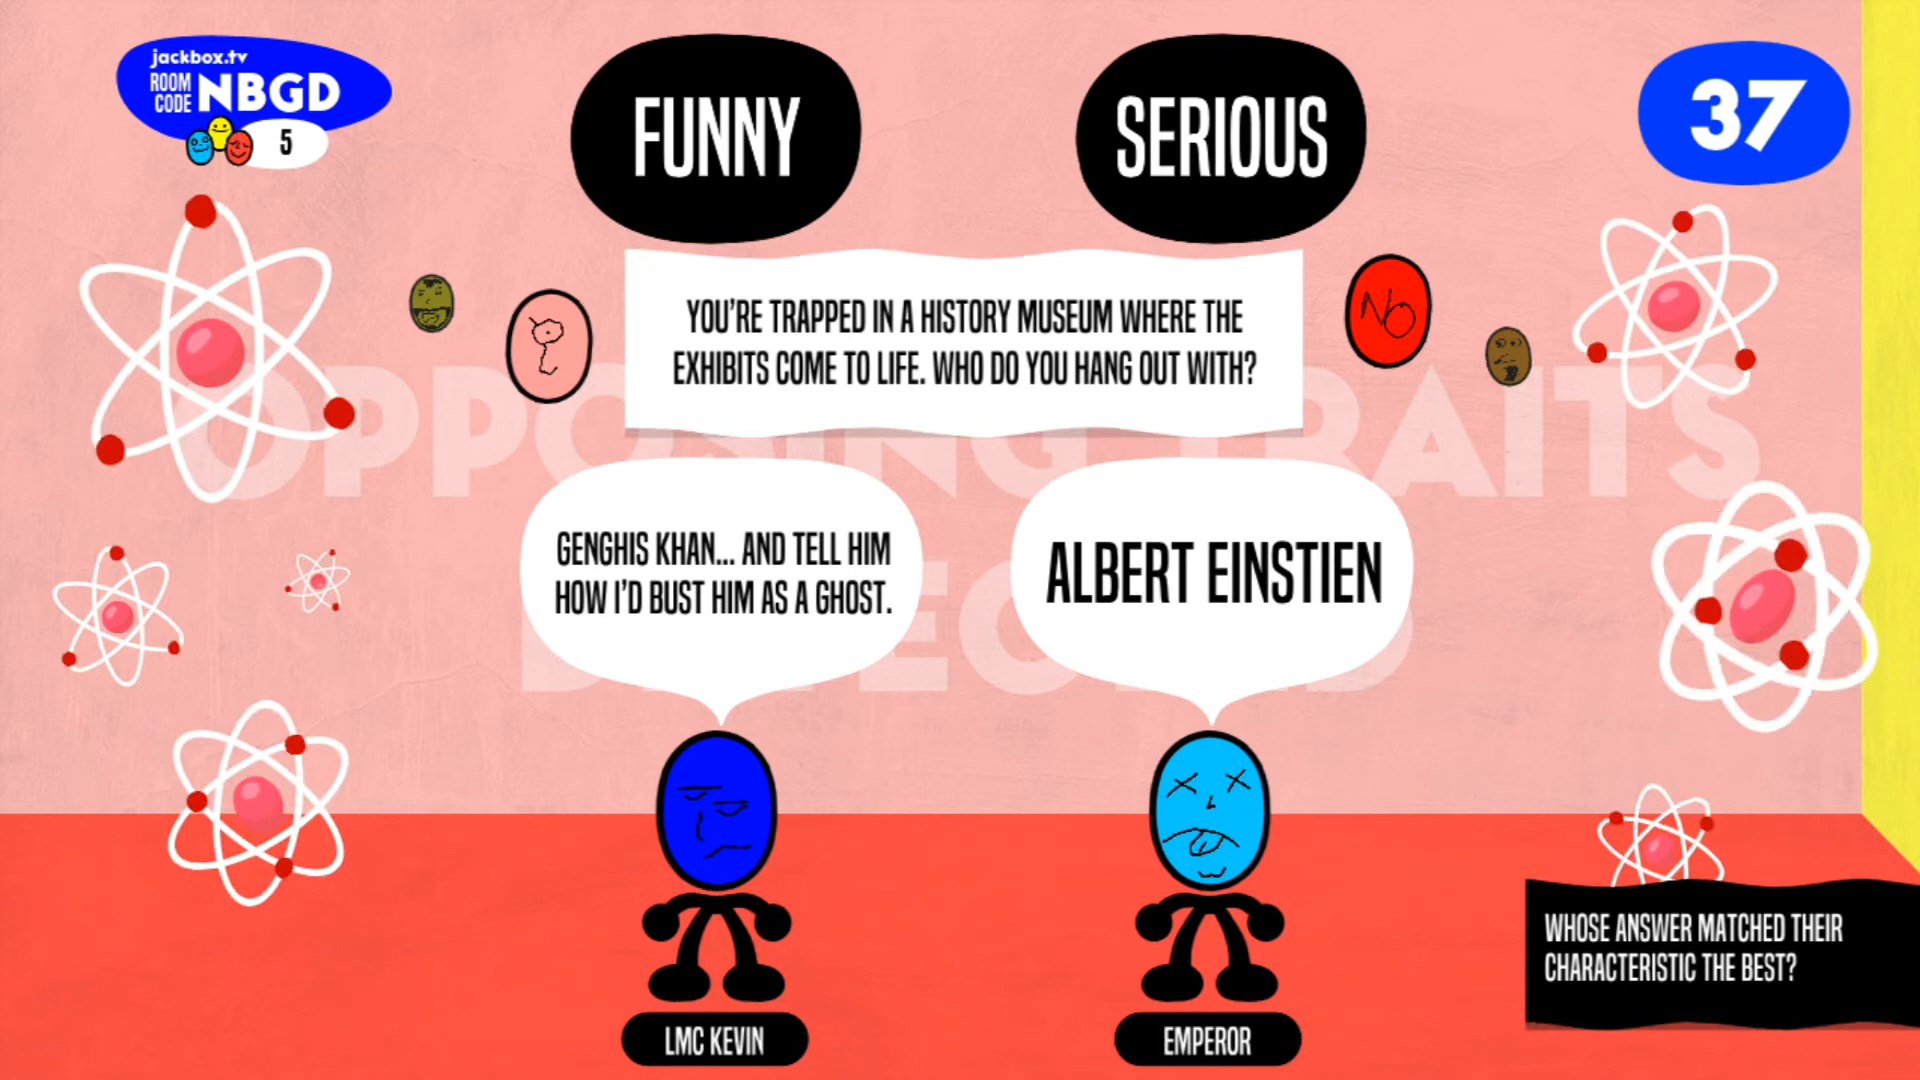 jackbox.tv
ROOM
CODE
NBGD
5
FUNNY
SERIOUS
37
YOU'RE TRAPPED IN A HISTORY MUSEUM WHERE THE
EXHIBITS COME TO LIFE. WHO DO YOU HANG OUT WITH?
NO
OPPOSING TRAITS
GENGHIS KHAN... AND TELL HIM
HOW I'D BUST HIM AS A GHOST.
ALBERT EINSTIEN
LMC KEVIN
EMPEROR
WHOSE ANSWER MATCHED THEIR
CHARACTERISTIC THE BEST?